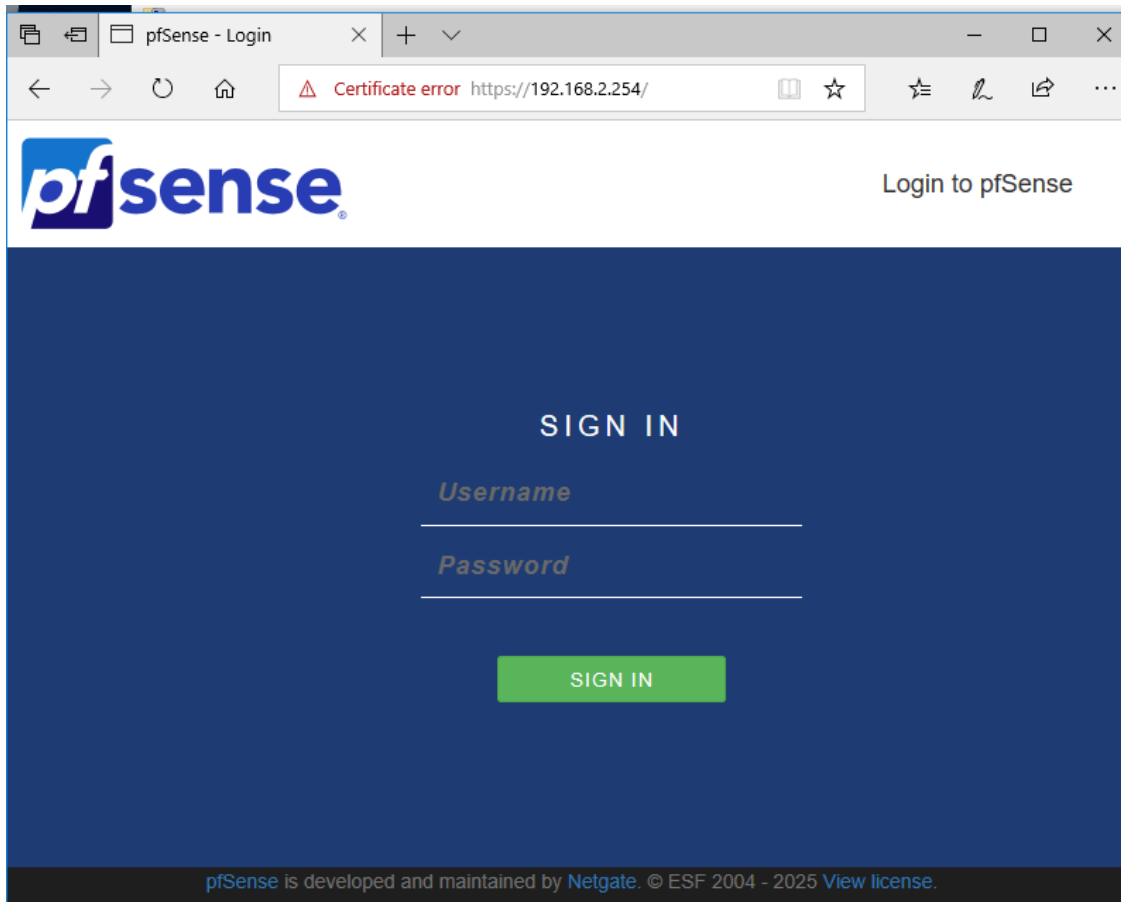 pfSense - Login
Certificate error https://192.168.2.254/
pfsense®
Login to pfSense
SIGN IN
Username
Password
SIGN IN
pfSense is developed and maintained by Netgate. © ESF 2004 - 2025 View license.